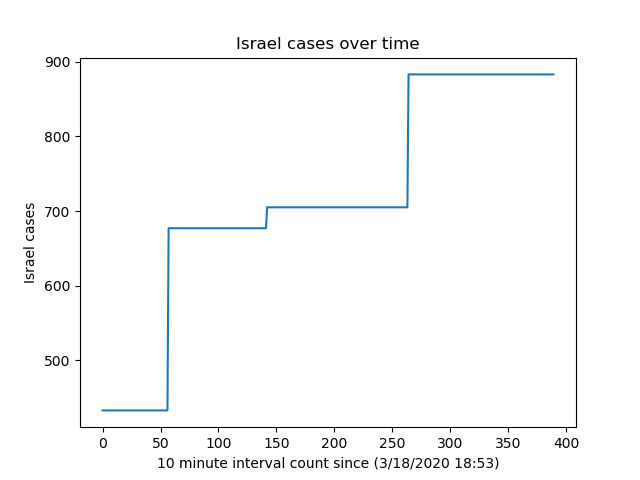 Israel cases over time
900
800
700
600
500
Israel cases
0 50 100 150 200 250 300 350 400
10 minute interval count since (3/18/2020 18:53)